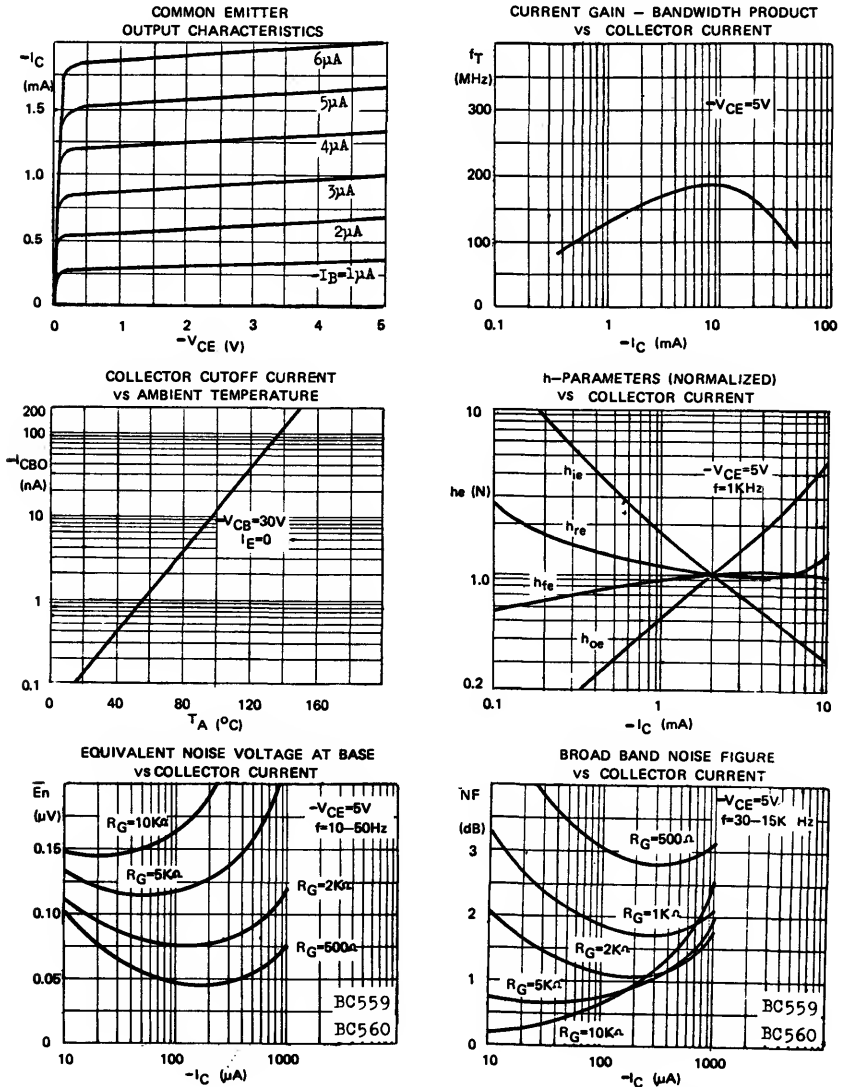 COMMON EMITTER
OUTPUT CHARACTERISTICS
-IC
(mA)
1.5
1.0
0.5
0
6µA
5µA
4µA
3µA
2µA
-IB=1µA
0 1 2 3 4 5
-VCE (V)
CURRENT GAIN – BANDWIDTH PRODUCT
vs COLLECTOR CURRENT
fT
(MHz)
400
300
200
100
0
-VCE=5V
0.1 1 10 100
-IC (mA)
COLLECTOR CUTOFF CURRENT
vs AMBIENT TEMPERATURE
200
100
-ICBO
(nA)
10
1
0.1
-VCB=30V
IE=0
0 40 80 120 160
TA (°C)
h-PARAMETERS (NORMALIZED)
vs COLLECTOR CURRENT
10
he (N)
1.0
0.2
hie
hre
hfe
hoe
-VCE=5V
f=1KHz
0.1 1 10
-IC (mA)
EQUIVALENT NOISE VOLTAGE AT BASE
vs COLLECTOR CURRENT
En
(µV)
0.15
0.10
0.05
0
RG=10KΩ
RG=5KΩ
RG=2KΩ
RG=500Ω
-VCE=5V
f=10–50Hz
BC559
BC560
10 100 1000
-IC (µA)
BROAD BAND NOISE FIGURE
vs COLLECTOR CURRENT
NF
(dB)
3
2
1
0
-VCE=5V
f=30–15K Hz
RG=500Ω
RG=1KΩ
RG=2KΩ
RG=5KΩ
RG=10KΩ
BC559
BC560
10 100 1000
-IC (µA)